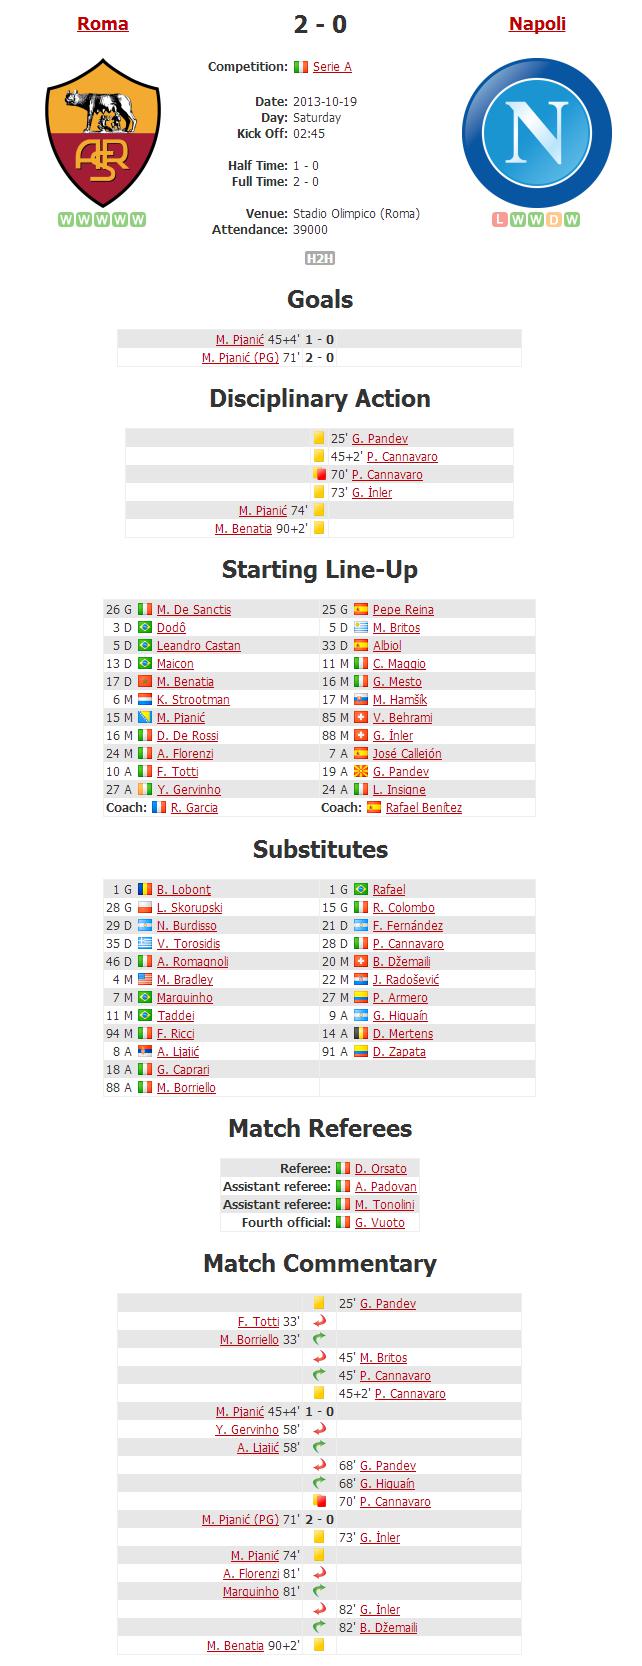 Roma 2 - 0 Napoli
Competition: Serie A
Date: 2013-10-19
Day: Saturday
Kick Off: 02:45
Half Time: 1 - 0
Full Time: 2 - 0
Venue: Stadio Olimpico (Roma)
Attendance: 39000
ASR
N
W W W W W
L W W D W
H2H
Goals
M. Pjanić 45+4' 1 - 0
M. Pjanić (PG) 71' 2 - 0
Disciplinary Action
25' G. Pandev
45+2' P. Cannavaro
70' P. Cannavaro
73' G. İnler
M. Pjanić 74'
M. Benatia 90+2'
Starting Line-Up
26 G M. De Sanctis 25 G Pepe Reina
3 D Dodô 5 D M. Britos
5 D Leandro Castan 33 D Albiol
13 D Maicon 11 M C. Maggio
17 D M. Benatia 16 M G. Mesto
6 M K. Strootman 17 M M. Hamšík
15 M M. Pjanić 85 M V. Behrami
16 M D. De Rossi 88 M G. İnler
24 M A. Florenzi 7 A José Callejón
10 A F. Totti 19 A G. Pandev
27 A Y. Gervinho 24 A L. Insigne
Coach: R. Garcia Coach: Rafael Benítez
Substitutes
1 G B. Lobonţ 1 G Rafael
28 G L. Skorupski 15 G R. Colombo
29 D N. Burdisso 21 D F. Fernández
35 D V. Torosidis 28 D P. Cannavaro
46 D A. Romagnoli 20 M B. Džemaili
4 M M. Bradley 22 M J. Radošević
7 M Marquinho 27 M P. Armero
11 M Taddei 9 A G. Higuaín
94 M F. Ricci 14 A D. Mertens
8 A A. Ljajić 91 A D. Zapata
18 A G. Caprari
88 A M. Borriello
Match Referees
Referee: D. Orsato
Assistant referee: A. Padovan
Assistant referee: M. Tonolini
Fourth official: G. Vuoto
Match Commentary
25' G. Pandev
F. Totti 33'
M. Borriello 33'
45' M. Britos
45' P. Cannavaro
45+2' P. Cannavaro
M. Pjanić 45+4' 1 - 0
Y. Gervinho 58'
A. Ljajić 58'
68' G. Pandev
68' G. Higuaín
70' P. Cannavaro
M. Pjanić (PG) 71' 2 - 0
73' G. İnler
M. Pjanić 74'
A. Florenzi 81'
Marquinho 81'
82' G. İnler
82' B. Džemaili
M. Benatia 90+2'